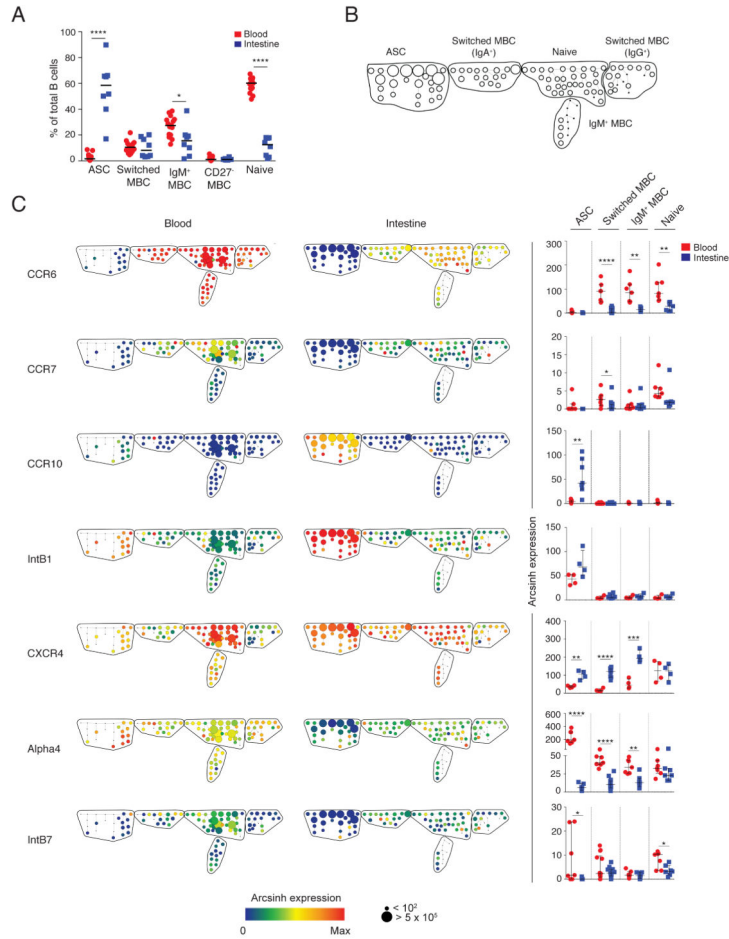 A
Blood
Intestine
% of total B cells
100
80
60
40
20
0
****
*
****
ASC
Switched
MBC
IgM+
MBC
CD27-
MBC
Naive
B
ASC
Switched MBC
(IgA+)
Naive
Switched MBC
(IgG+)
IgM+ MBC
C
Blood
Intestine
ASC
Switched MBC
IgM+ MBC
Naive
Blood
Intestine
CCR6
300
200
100
0
****
**
**
CCR7
20
15
10
5
0
*
CCR10
150
100
50
0
**
IntB1
150
100
50
0
Arcsinh expression
CXCR4
400
300
200
100
0
**
****
***
Alpha4
600
400
200
50
25
0
****
****
**
IntB7
30
20
10
0
*
*
Arcsinh expression
0
Max
< 10²
> 5 x 10⁵